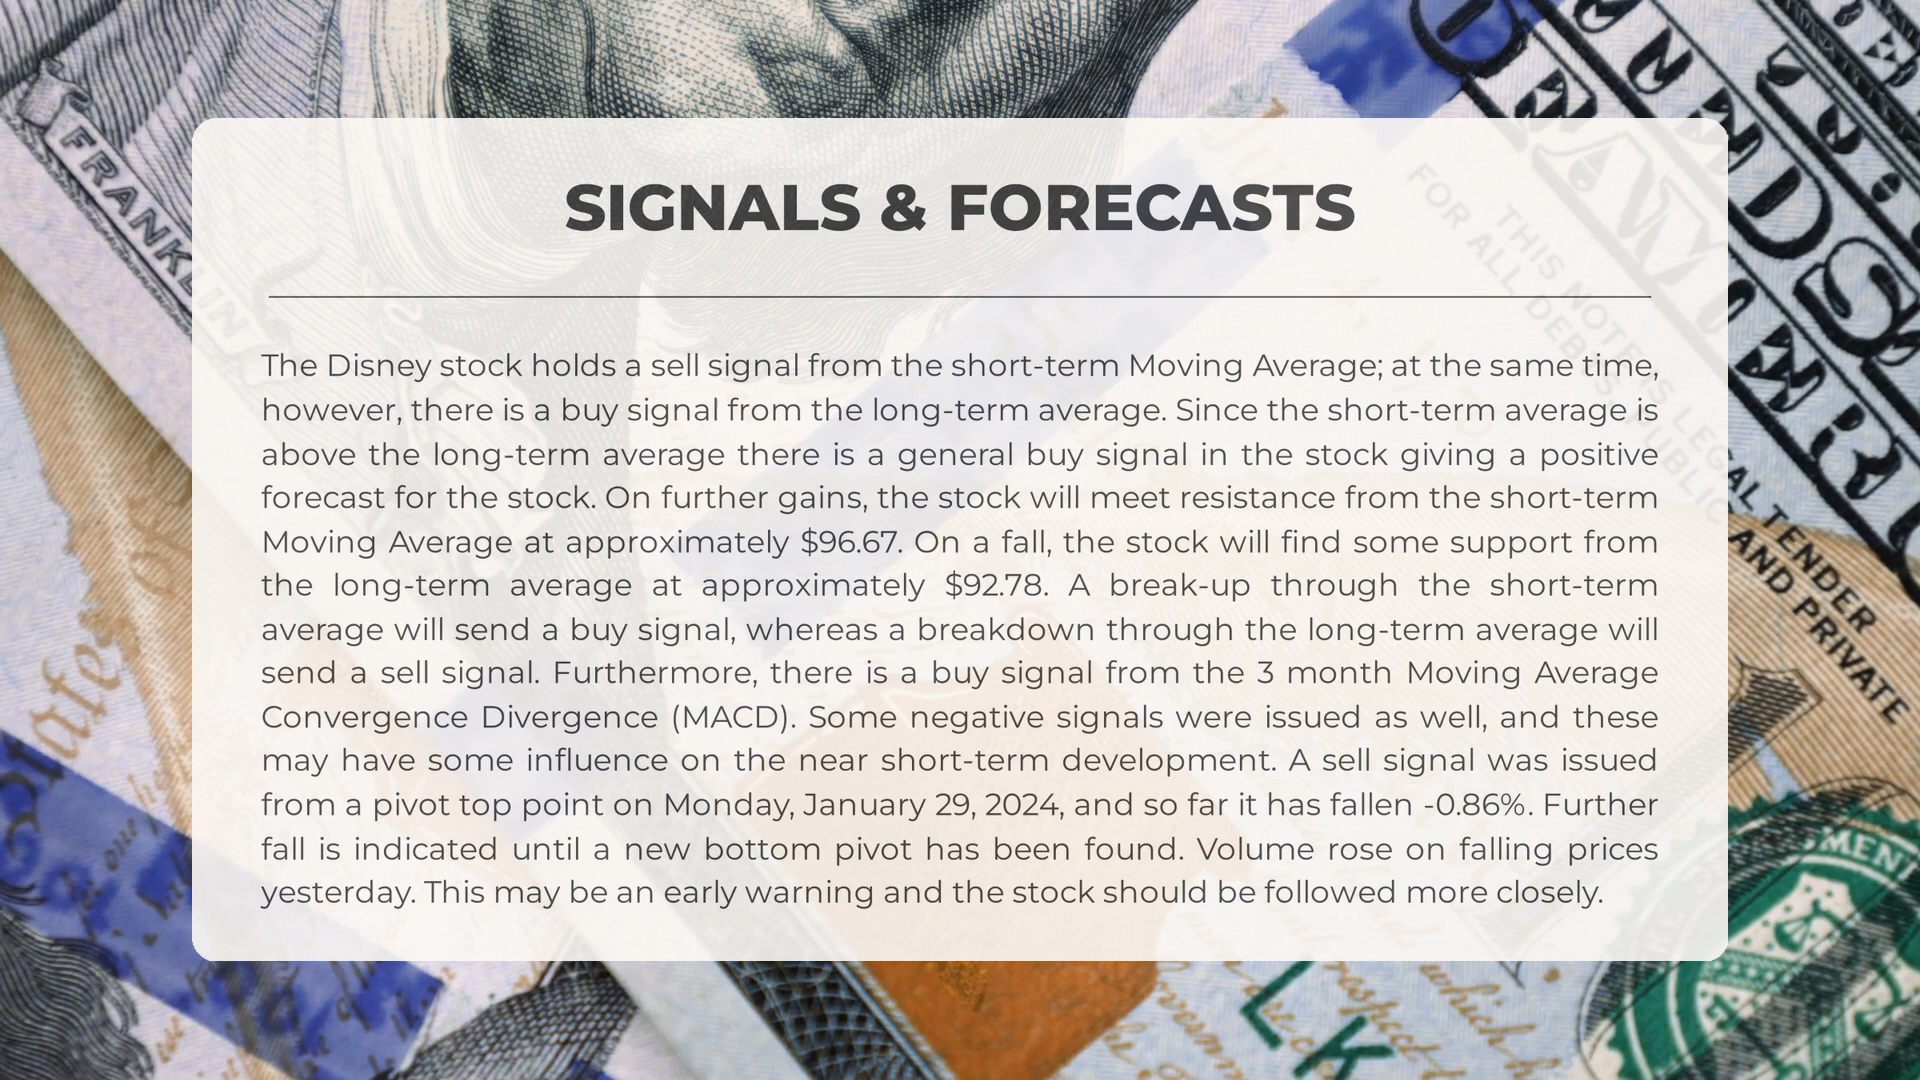 SIGNALS & FORECASTS
The Disney stock holds a sell signal from the short-term Moving Average; at the same time,
however, there is a buy signal from the long-term average. Since the short-term average is
above the long-term average there is a general buy signal in the stock giving a positive
forecast for the stock. On further gains, the stock will meet resistance from the short-term
Moving Average at approximately $96.67. On a fall, the stock will find some support from
the long-term average at approximately $92.78. A break-up through the short-term
average will send a buy signal, whereas a breakdown through the long-term average will
send a sell signal. Furthermore, there is a buy signal from the 3 month Moving Average
Convergence Divergence (MACD). Some negative signals were issued as well, and these
may have some influence on the near short-term development. A sell signal was issued
from a pivot top point on Monday, January 29, 2024, and so far it has fallen -0.86%. Further
fall is indicated until a new bottom pivot has been found. Volume rose on falling prices
yesterday. This may be an early warning and the stock should be followed more closely.
FRANKLIN
THIS NOTE IS LEGAL TENDER
FOR ALL DEBTS, PUBLIC AND PRIVATE
LK
which
respect